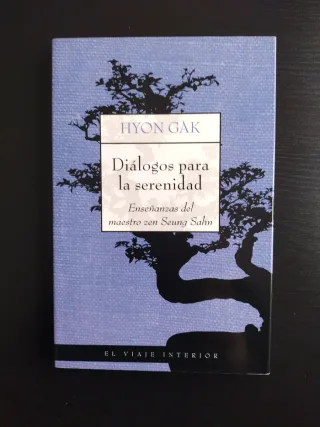 HYON GAK
Diálogos para
la serenidad
Enseñanzas del
maestro zen Seung Sahn
EL VIAJE INTERIOR